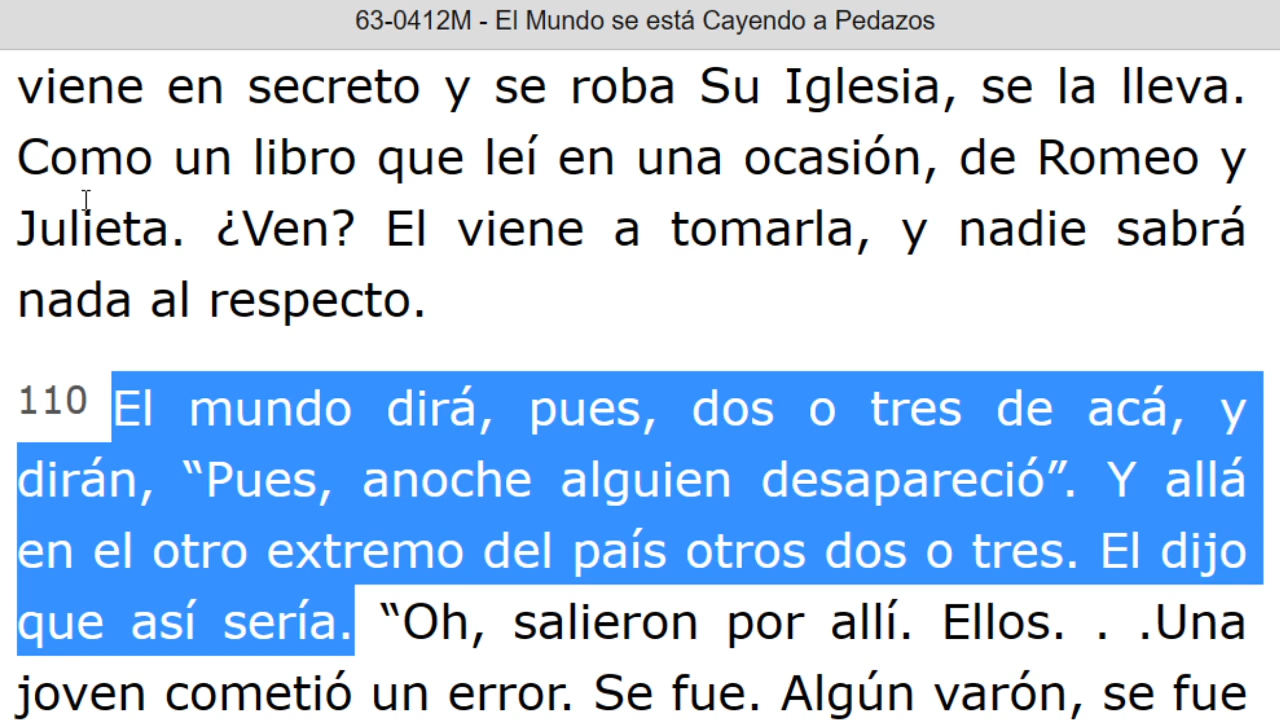 63-0412M - El Mundo se está Cayendo a Pedazos
viene en secreto y se roba Su Iglesia, se la lleva.
Como un libro que leí en una ocasión, de Romeo y
Julieta. ¿Ven? El viene a tomarla, y nadie sabrá
nada al respecto.
110 El mundo dirá, pues, dos o tres de acá, y
dirán, “Pues, anoche alguien desapareció”. Y allá
en el otro extremo del país otros dos o tres. El dijo
que así sería. “Oh, salieron por allí. Ellos. . .Una
joven cometió un error. Se fue. Algún varón, se fue